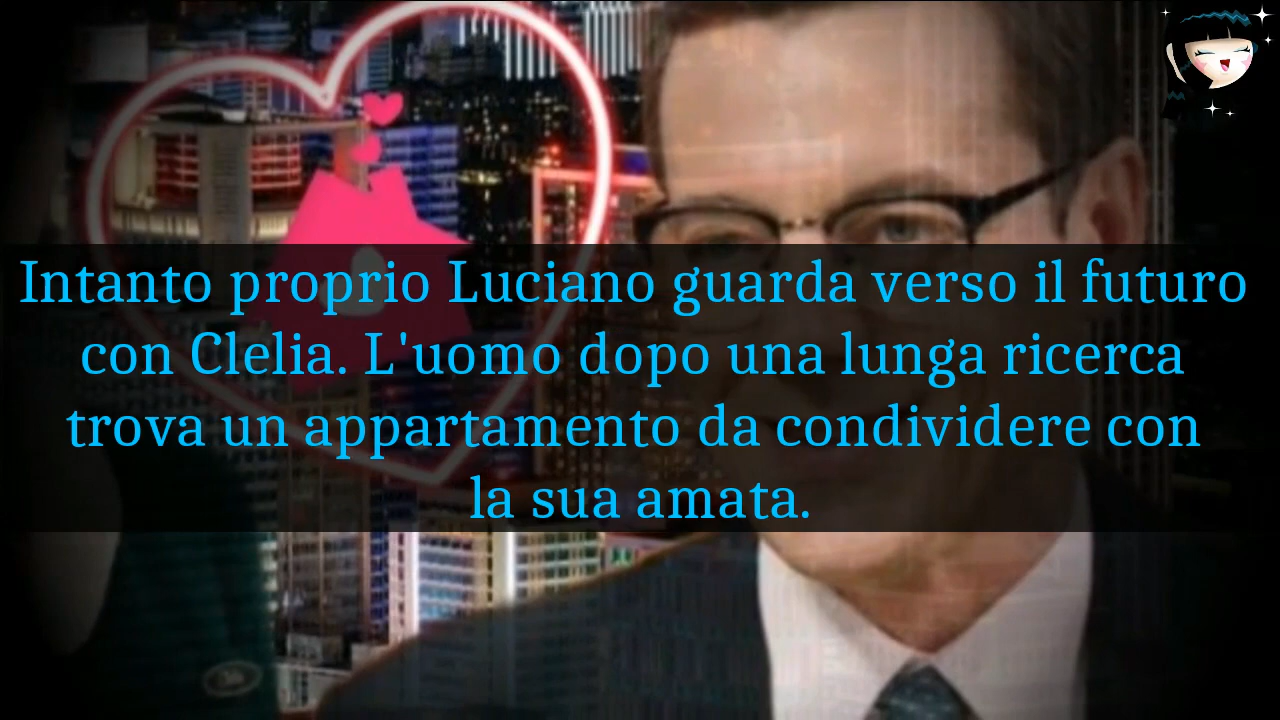 Intanto proprio Luciano guarda verso il futuro
con Clelia. L'uomo dopo una lunga ricerca
trova un appartamento da condividere con
la sua amata.